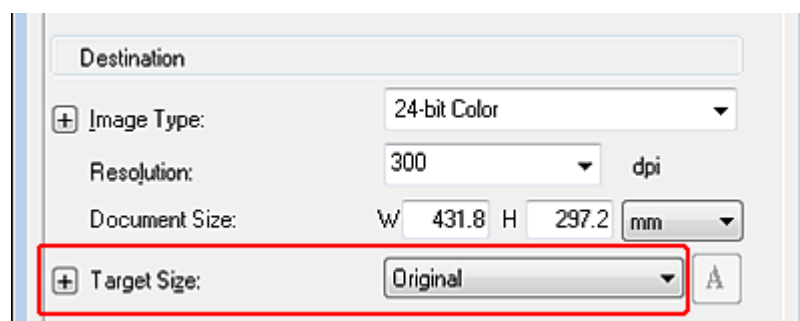 Destination
Image Type: 24-bit Color
Resolution: 300 dpi
Document Size: W 431.8 H 297.2 mm
Target Size: Original A